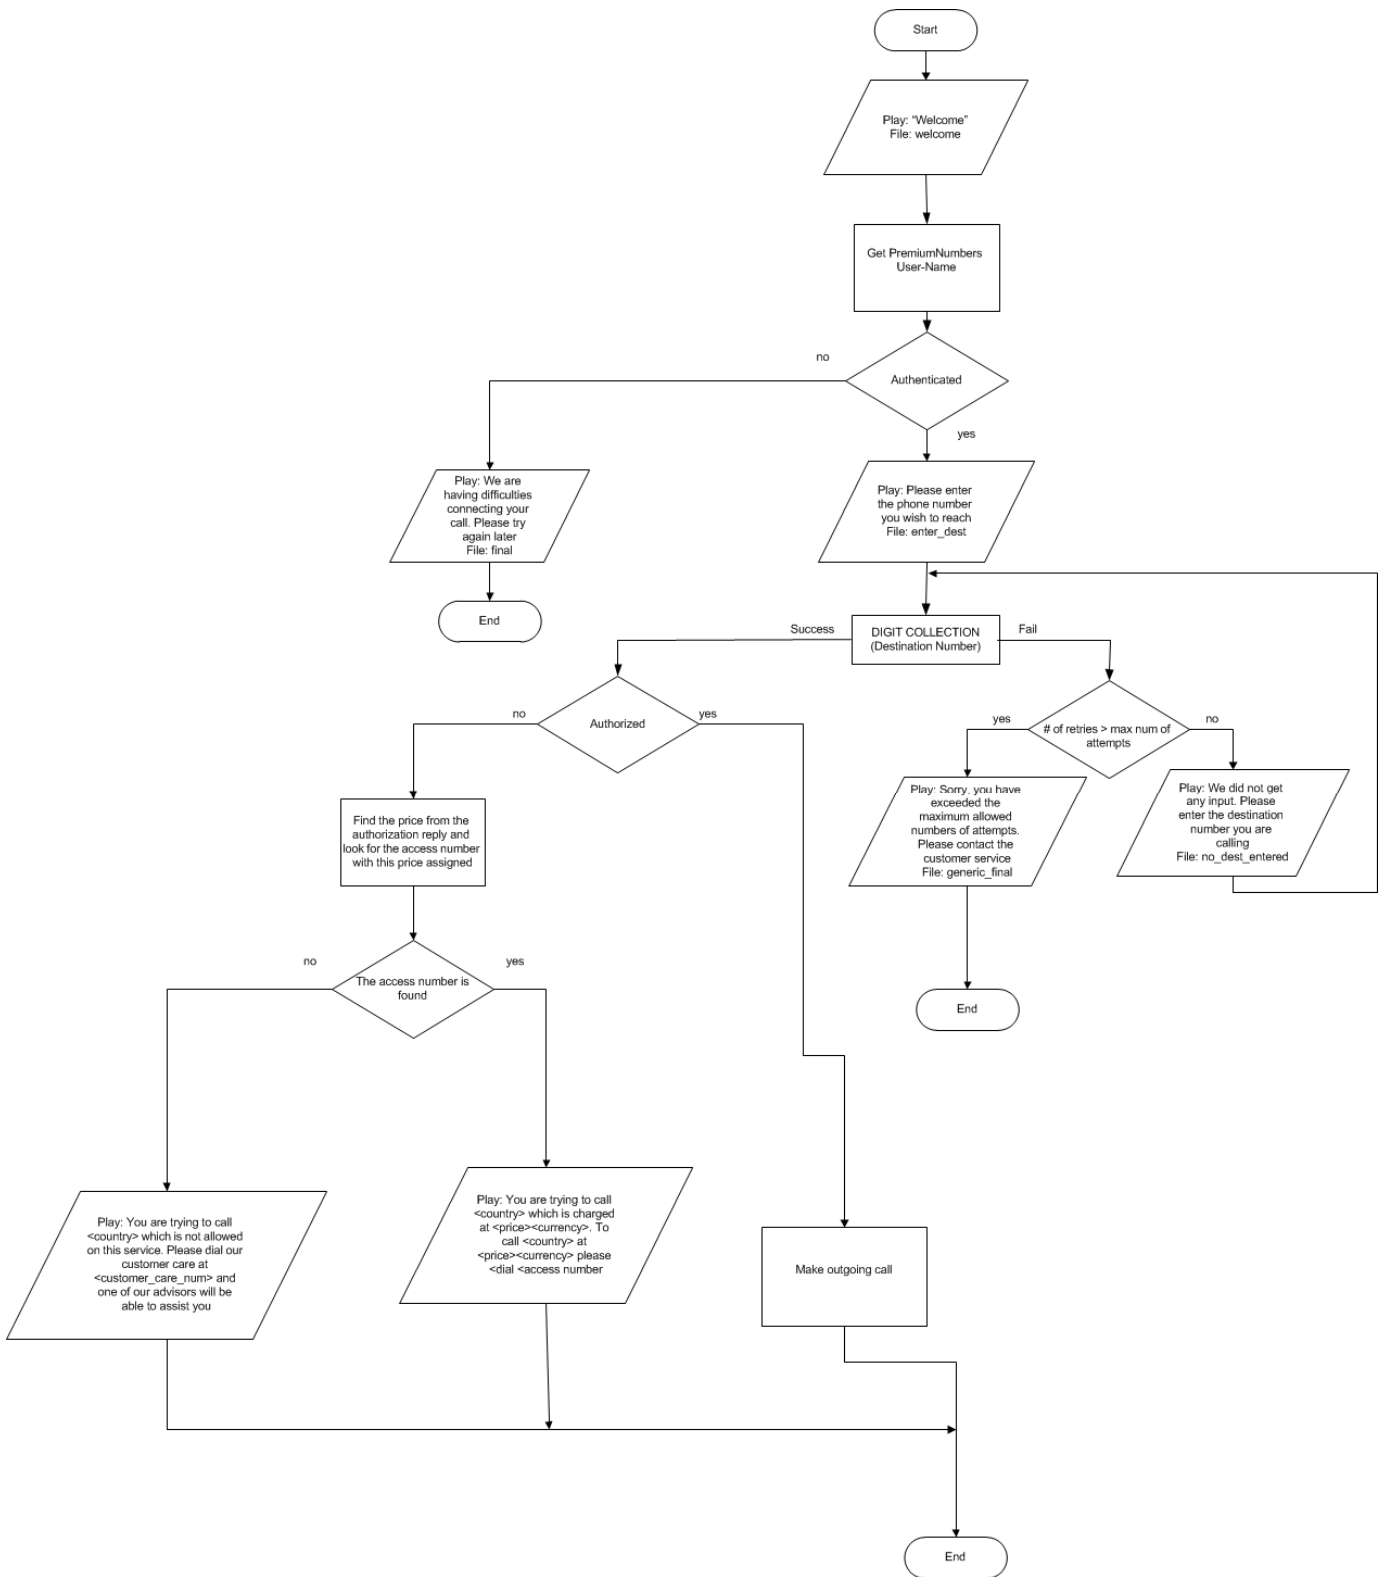 Start
Play: “Welcome”
File: welcome
Get PremiumNumbers
User-Name
no
Authenticated
yes
Play: We are
having difficulties
connecting your
call. Please try
again later
File: final
Play: Please enter
the phone number
you wish to reach
File: enter_dest
End
Success
DIGIT COLLECTION
(Destination Number)
Fail
no
Authorized
yes
yes
# of retries > max num of
attempts
no
Find the price from the
authorization reply and
look for the access number
with this price assigned
Play: Sorry, you have
exceeded the
maximum allowed
numbers of attempts.
Please contact the
customer service
File: generic_final
Play: We did not get
any input. Please
enter the destination
number you are
calling
File: no_dest_entered
no
The access number is
found
yes
End
Play: You are trying to call
<country> which is not allowed
on this service. Please dial our
customer care at
<customer_care_num> and
one of our advisors will be
able to assist you
Play: You are trying to call
<country> which is charged
at <price><currency>. To
call <country> at
<price><currency> please
<dial <access number
Make outgoing call
End